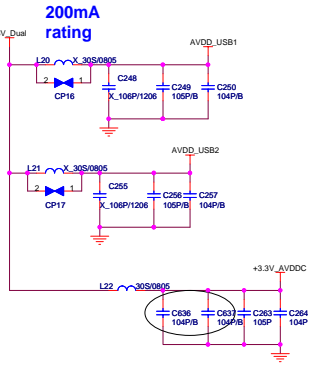 200mA
rating
V_Dual
AVDD_USB1
L20 X_30S/0805
2 1
CP16
C248
X_106P/1206
C249
105P/B
C250
104P/B
AVDD_USB2
L21 X_30S/0805
2 1
CP17
C255
X_106P/1206
C256
105P/B
C257
104P/B
+3.3V_AVDDC
L22 30S/0805
C636
104P/B
C637
104P/B
C263
105P
C264
104P